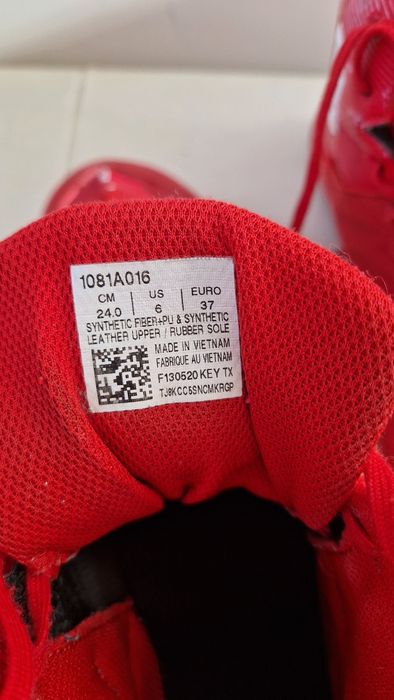 1081A016
CM US EURO
24.0 6 37
SYNTHETIC FIBER+PU & SYNTHETIC
LEATHER UPPER / RUBBER SOLE
MADE IN VIETNAM
FABRIQUE AU VIETNAM
F130520 KEY TX
TJ8KCC5SNCMKRGP